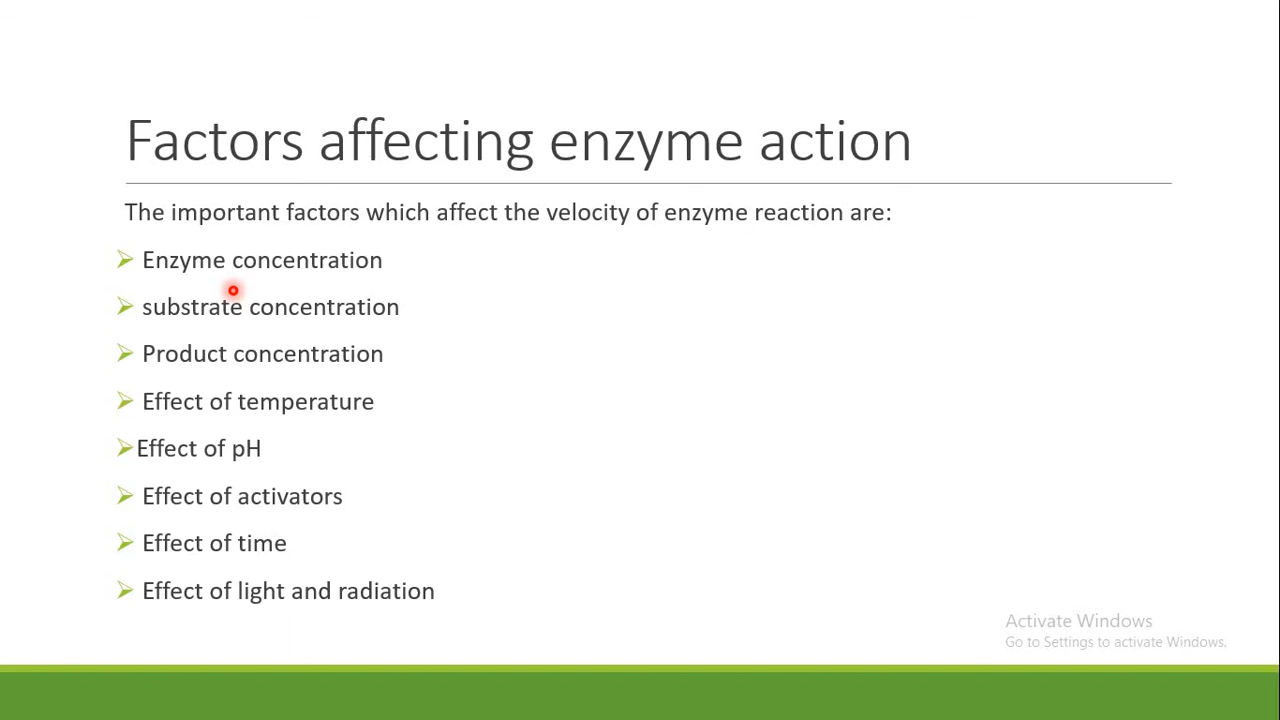 Factors affecting enzyme action
The important factors which affect the velocity of enzyme reaction are:
Enzyme concentration
substrate concentration
Product concentration
Effect of temperature
Effect of pH
Effect of activators
Effect of time
Effect of light and radiation
Activate Windows
Go to Settings to activate Windows.